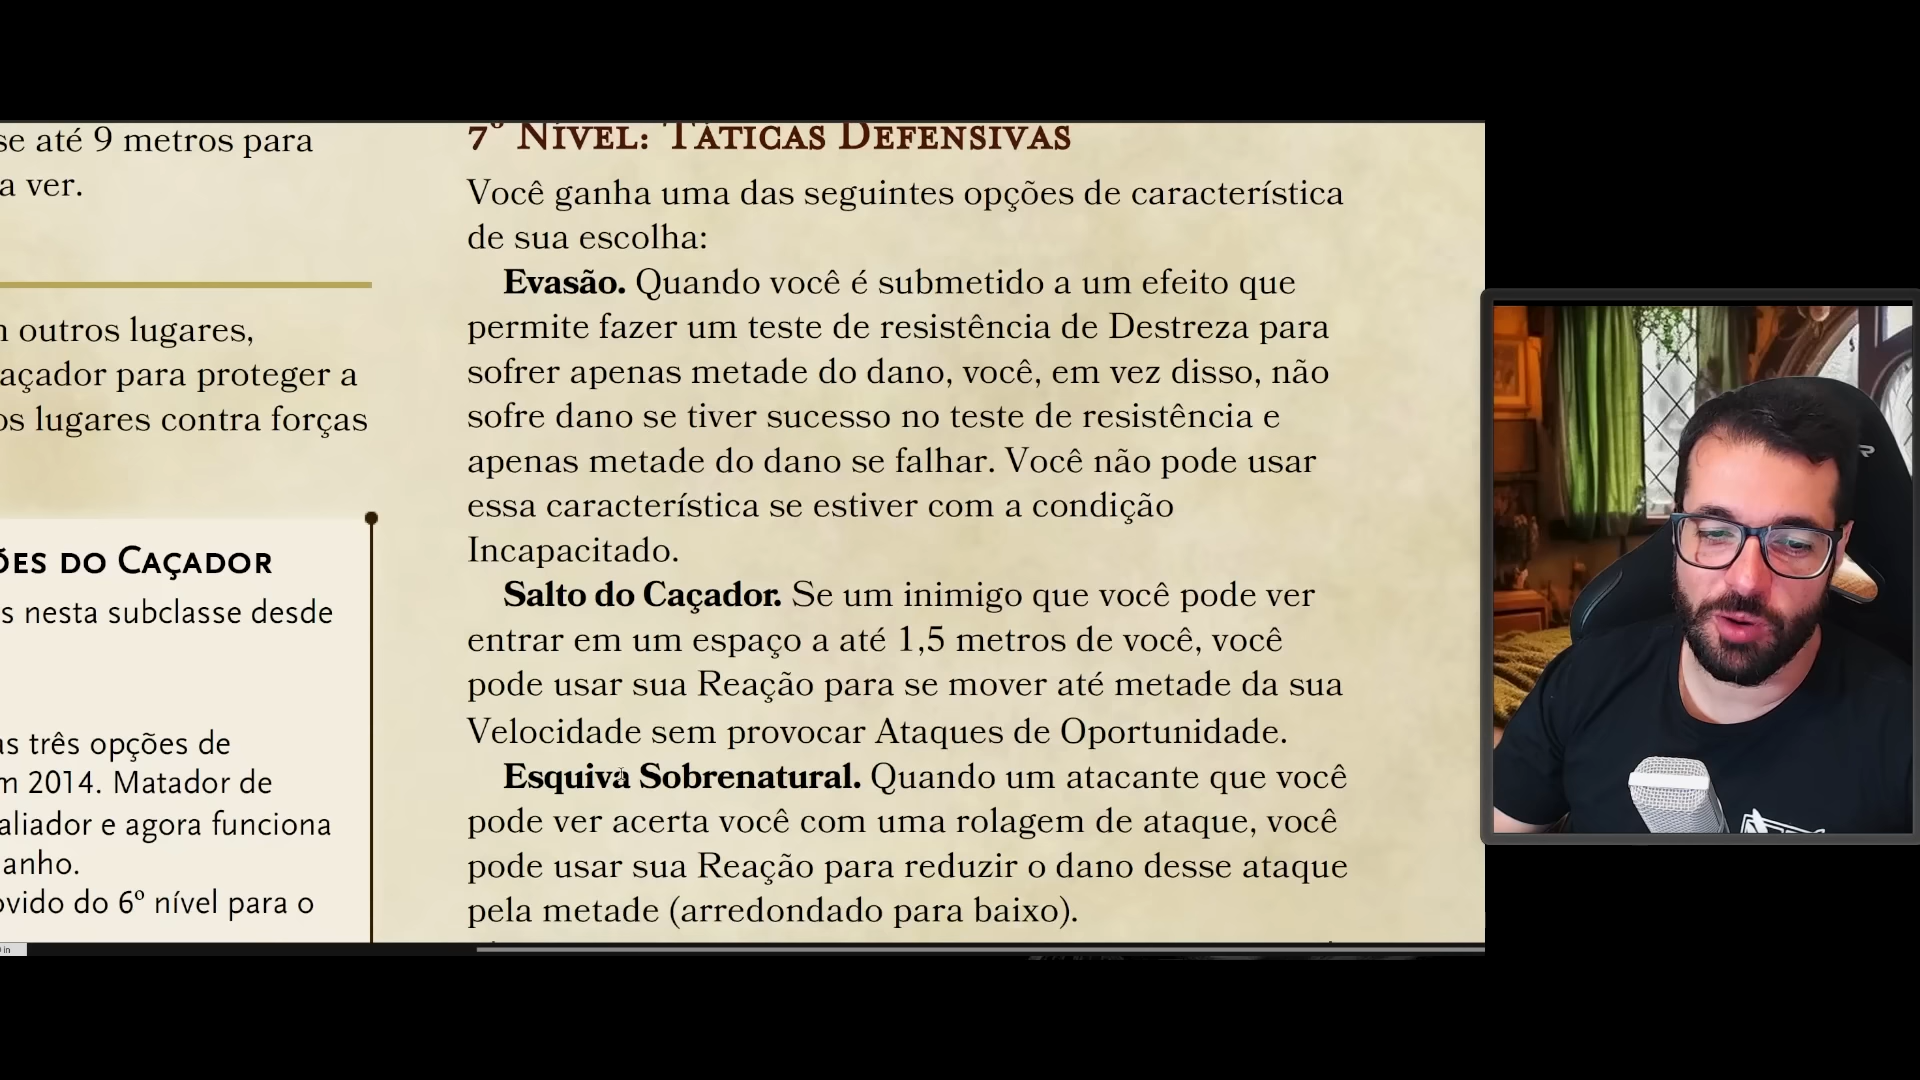 se até 9 metros para
a ver.
outros lugares,
açador para proteger a
os lugares contra forças
ÕES DO CAÇADOR
s nesta subclasse desde
as três opções de
m 2014. Matador de
aliador e agora funciona
anho.
ovido do 6º nível para o
7º NÍVEL: TÁTICAS DEFENSIVAS
Você ganha uma das seguintes opções de característica
de sua escolha:
Evasão. Quando você é submetido a um efeito que
permite fazer um teste de resistência de Destreza para
sofrer apenas metade do dano, você, em vez disso, não
sofre dano se tiver sucesso no teste de resistência e
apenas metade do dano se falhar. Você não pode usar
essa característica se estiver com a condição
Incapacitado.
Salto do Caçador. Se um inimigo que você pode ver
entrar em um espaço a até 1,5 metros de você, você
pode usar sua Reação para se mover até metade da sua
Velocidade sem provocar Ataques de Oportunidade.
Esquiva Sobrenatural. Quando um atacante que você
pode ver acerta você com uma rolagem de ataque, você
pode usar sua Reação para reduzir o dano desse ataque
pela metade (arredondado para baixo).